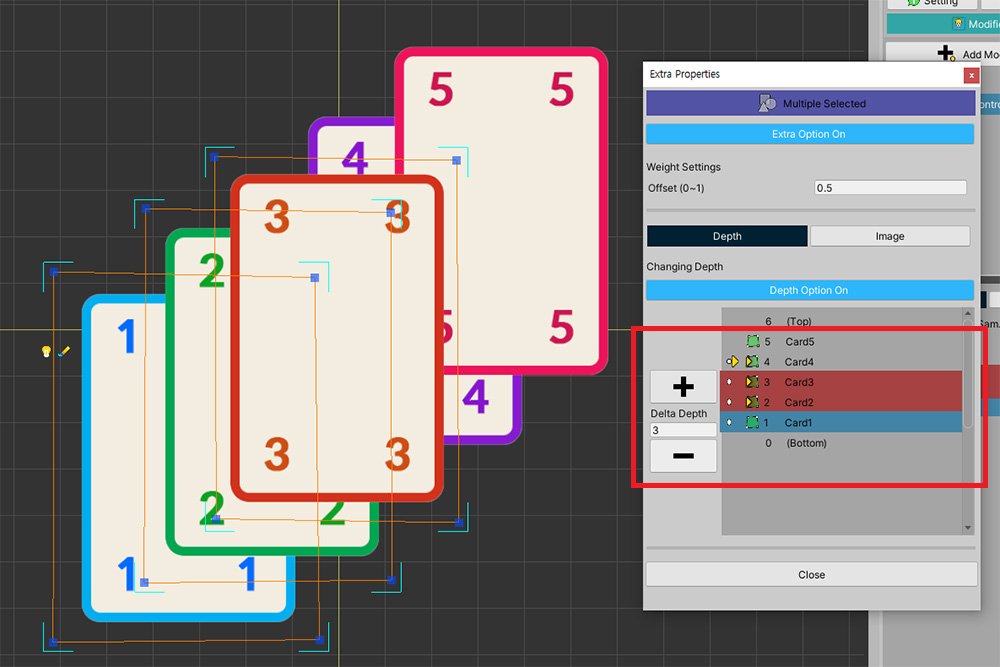 Setting
Modifi
Add Mo
Extra Properties
x
Multiple Selected
Extra Option On
Weight Settings
Offset (0~1)
0.5
Depth
Image
Changing Depth
Depth Option On
6 (Top)
5 Card5
4 Card4
3 Card3
2 Card2
1 Card1
0 (Bottom)
Delta Depth
3
Close
5 5
4
3 3
2
1
5 5
4
3 3
2 2
1 1